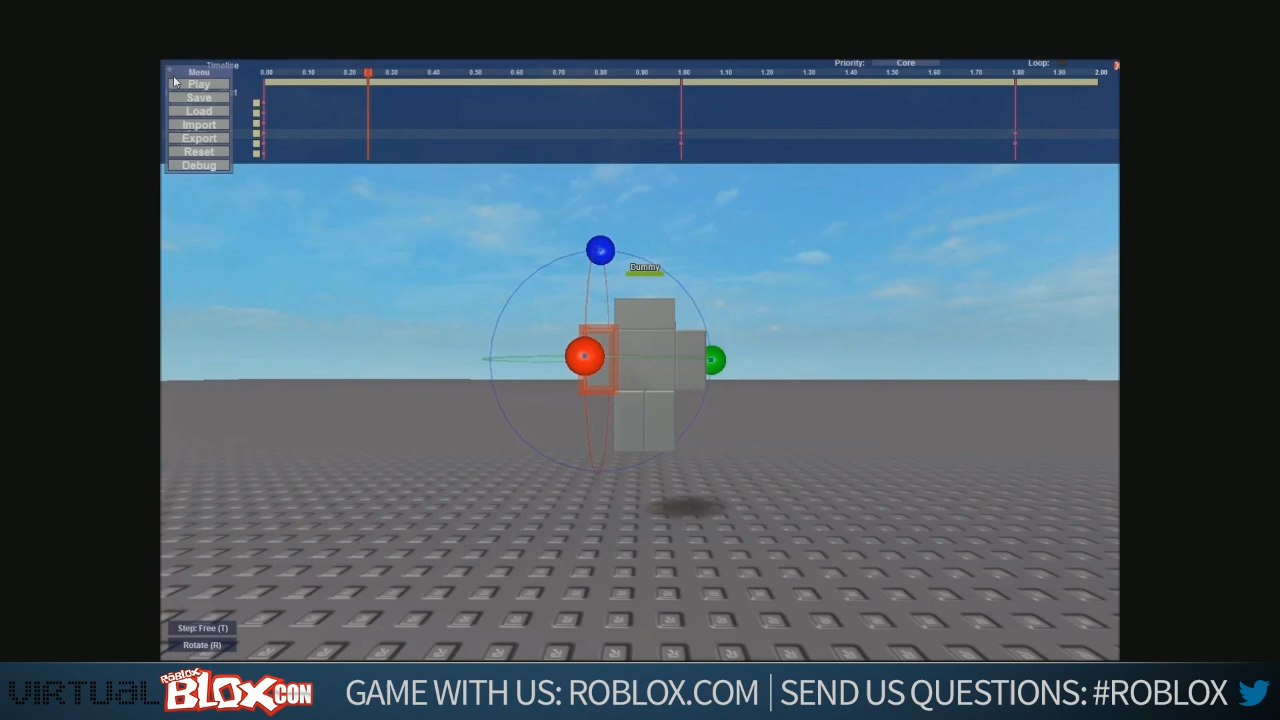 Timeline
Priority: Core Loop:
Menu
0.00 0.10 0.20 0.30 0.40 0.50 0.60 0.70 0.80 0.90 1.00 1.10 1.20 1.30 1.40 1.50 1.60 1.70 1.80 1.90 2.00
Play
Save
Load
Import
Export
Reset
Debug
Dummy
Step: Free (T)
Rotate (R)
VIRTUAL ROBLOX BLOXCON
GAME WITH US: ROBLOX.COM | SEND US QUESTIONS: #ROBLOX